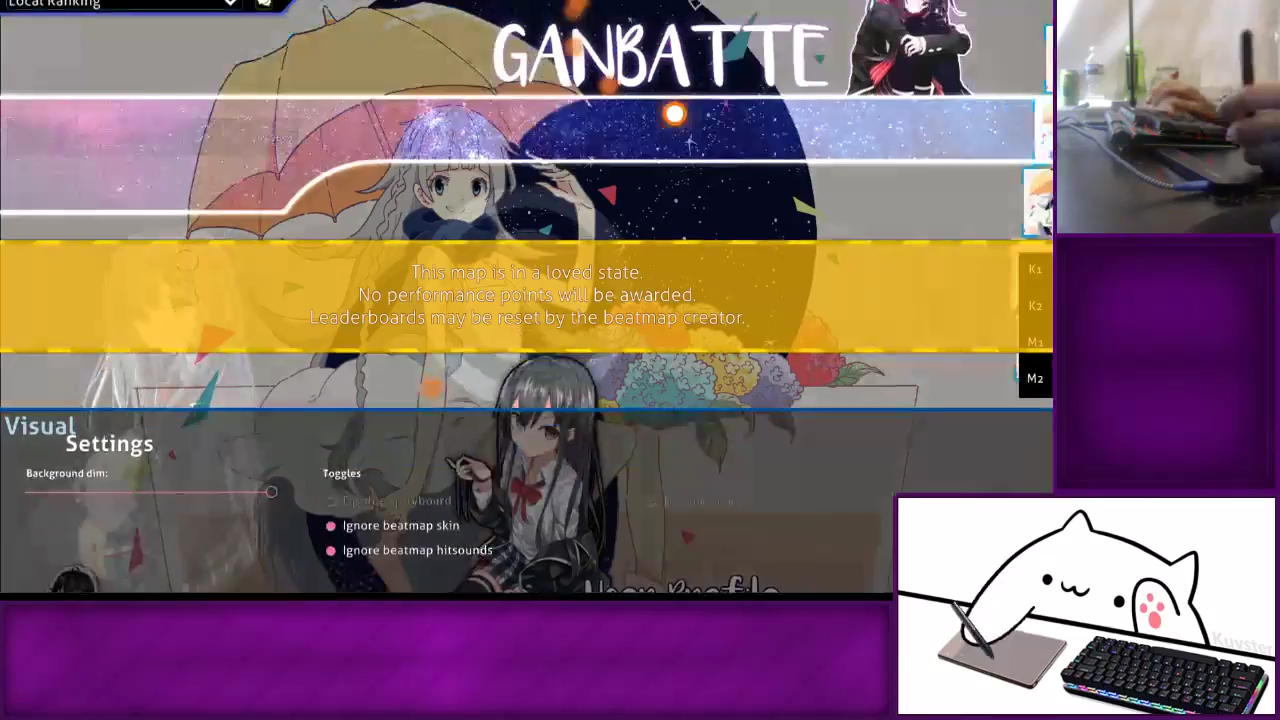 Local Ranking
GANBATTE
This map is in a loved state.
No performance points will be awarded.
Leaderboards may be reset by the beatmap creator.
K1
K2
M1
M2
Visual
Settings
Background dim:
Toggles
Ignore beatmap skin
Ignore beatmap hitsounds
User Profile
Kuyster